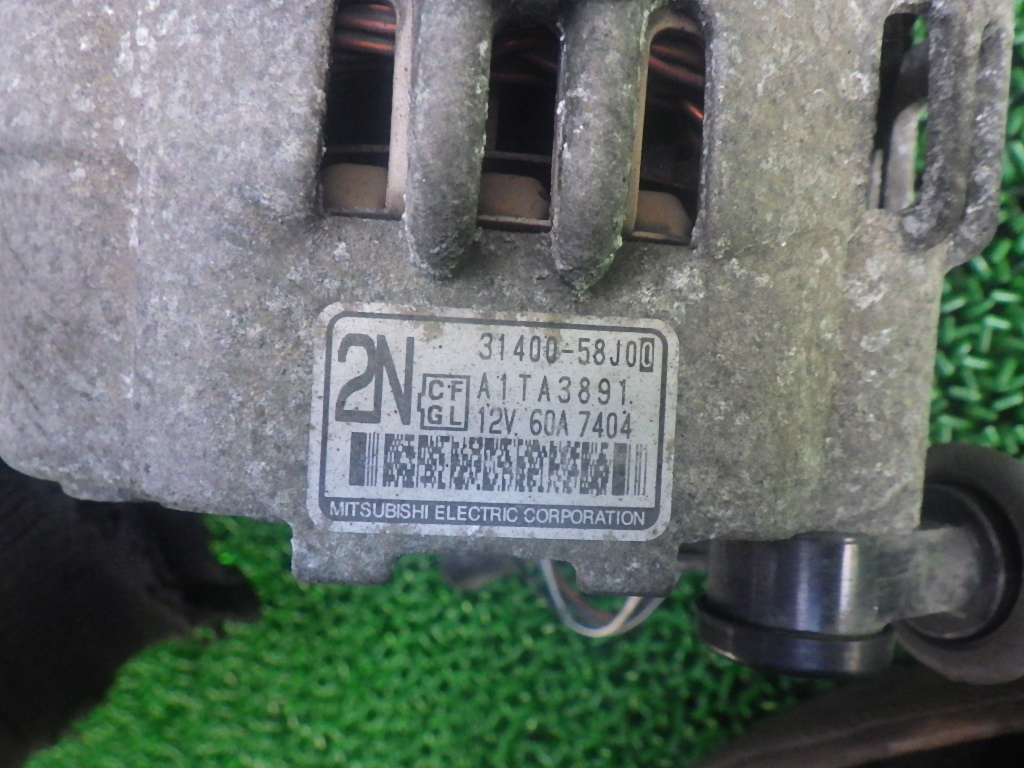 2N
31400-58J00
CF
GL
A1TA3891.
12V 60A 7404
MITSUBISHI ELECTRIC CORPORATION